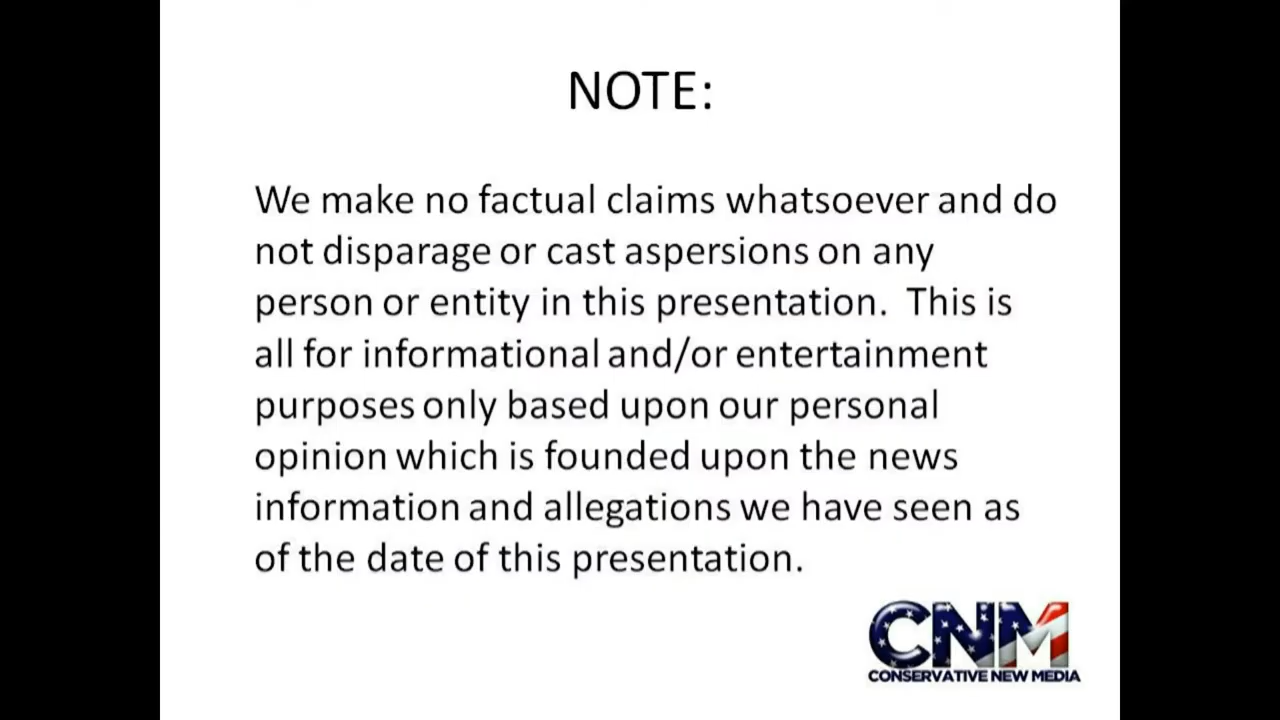 NOTE:
We make no factual claims whatsoever and do
not disparage or cast aspersions on any
person or entity in this presentation.  This is
all for informational and/or entertainment
purposes only based upon our personal
opinion which is founded upon the news
information and allegations we have seen as
of the date of this presentation.
CNM
CONSERVATIVE NEW MEDIA